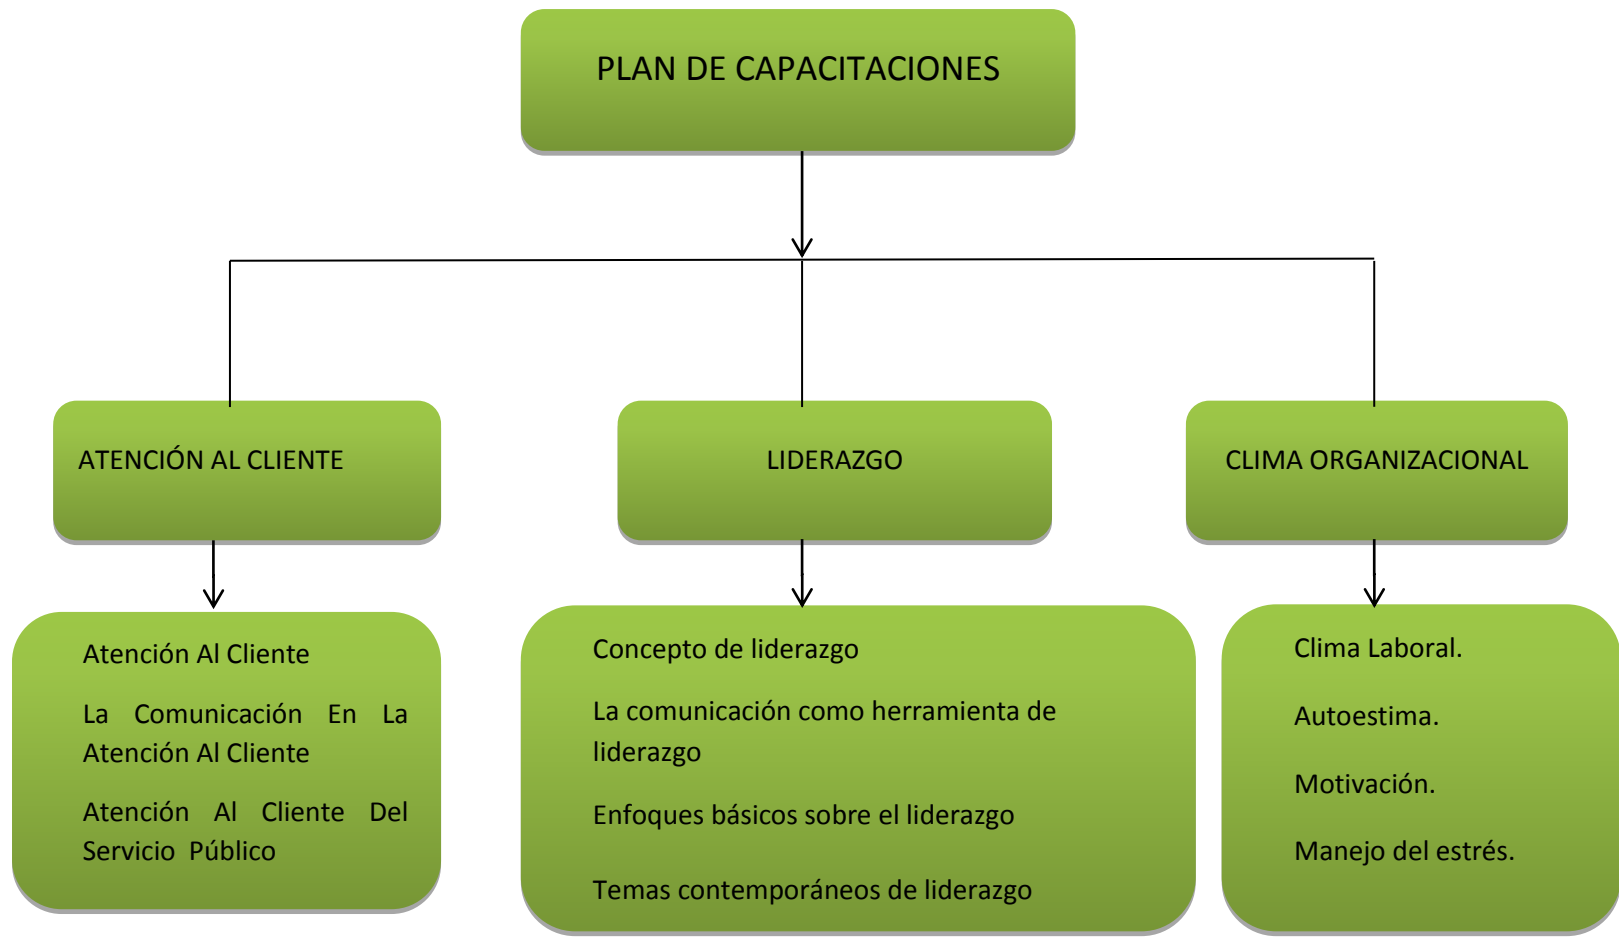 PLAN DE CAPACITACIONES
ATENCIÓN AL CLIENTE
LIDERAZGO
CLIMA ORGANIZACIONAL
Atención Al Cliente
La Comunicación En La
Atención Al Cliente
Atención Al Cliente Del
Servicio Público
Concepto de liderazgo
La comunicación como herramienta de
liderazgo
Enfoques básicos sobre el liderazgo
Temas contemporáneos de liderazgo
Clima Laboral.
Autoestima.
Motivación.
Manejo del estrés.